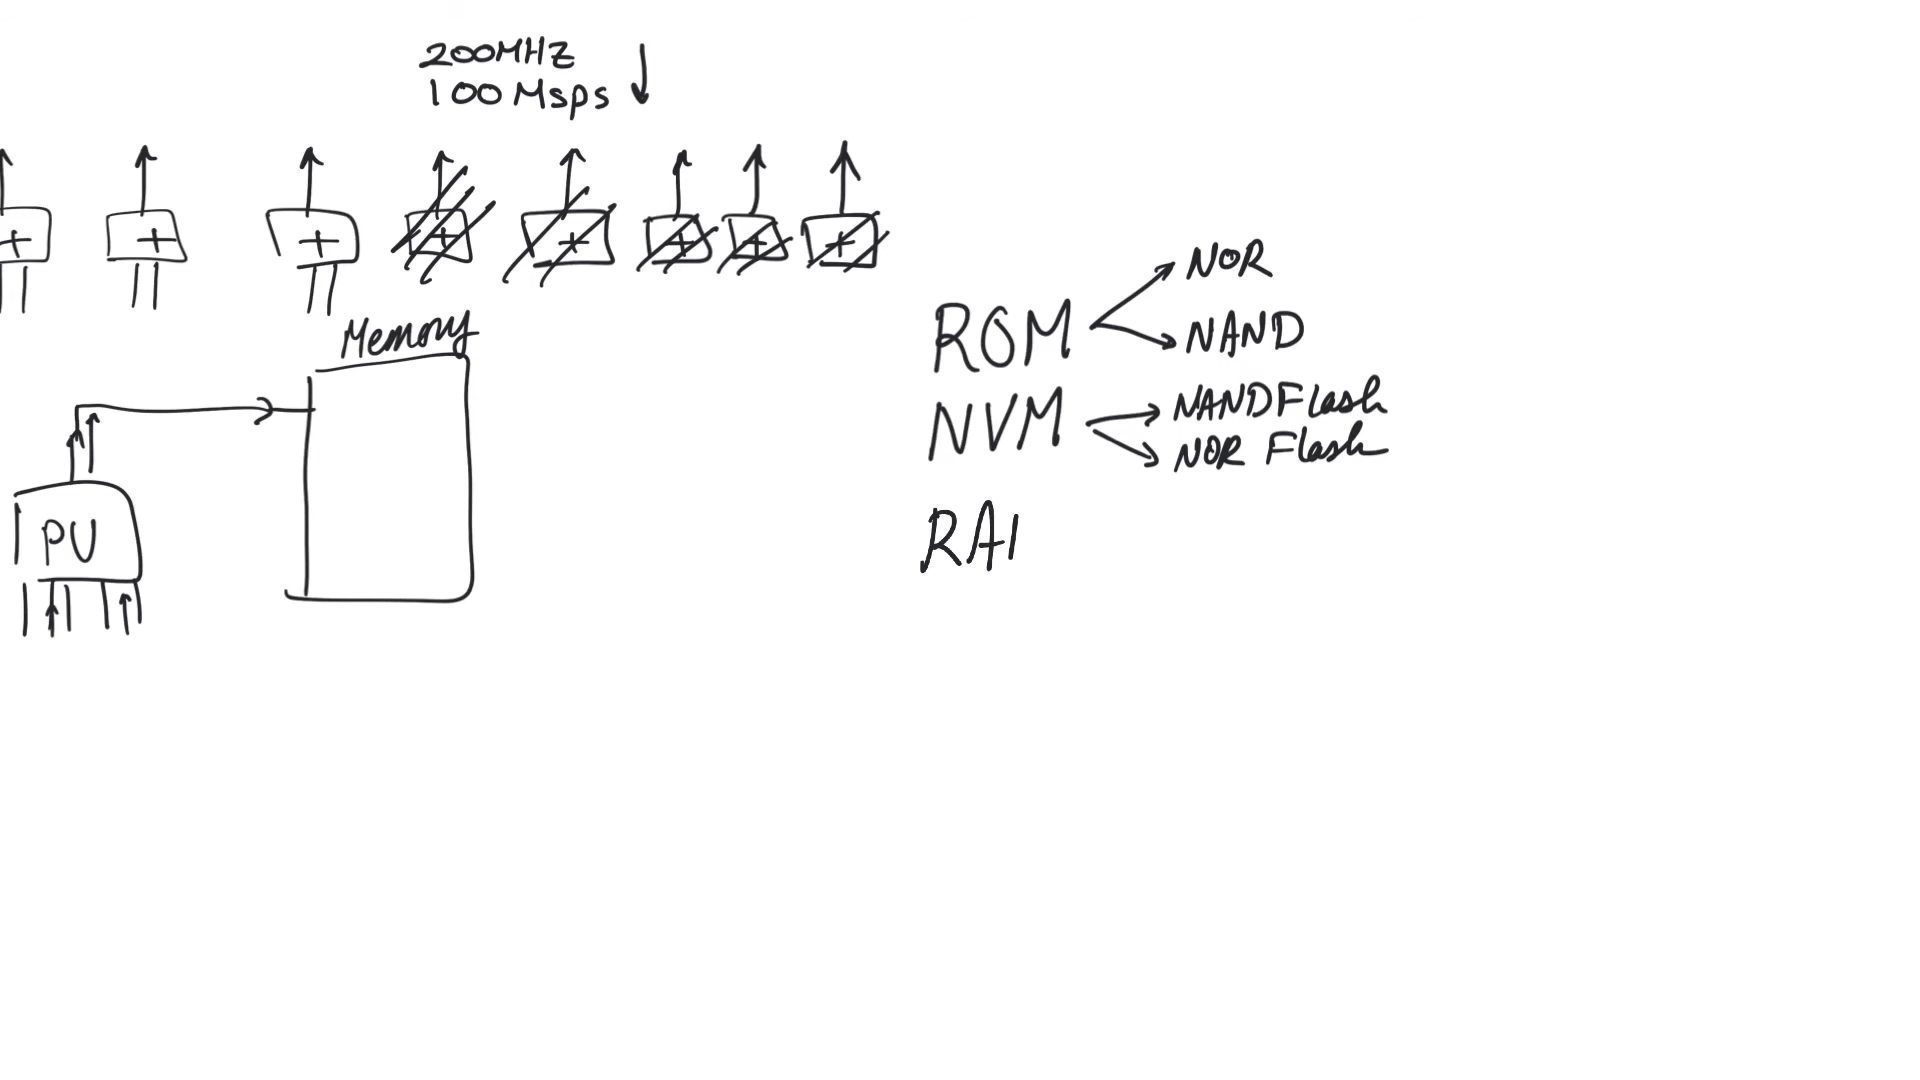 200MHZ
100 Msps
+ + + + + + + +
Memory
PU
ROM
NOR
NAND
NVM
NANDFlash
NOR Flash
RAI